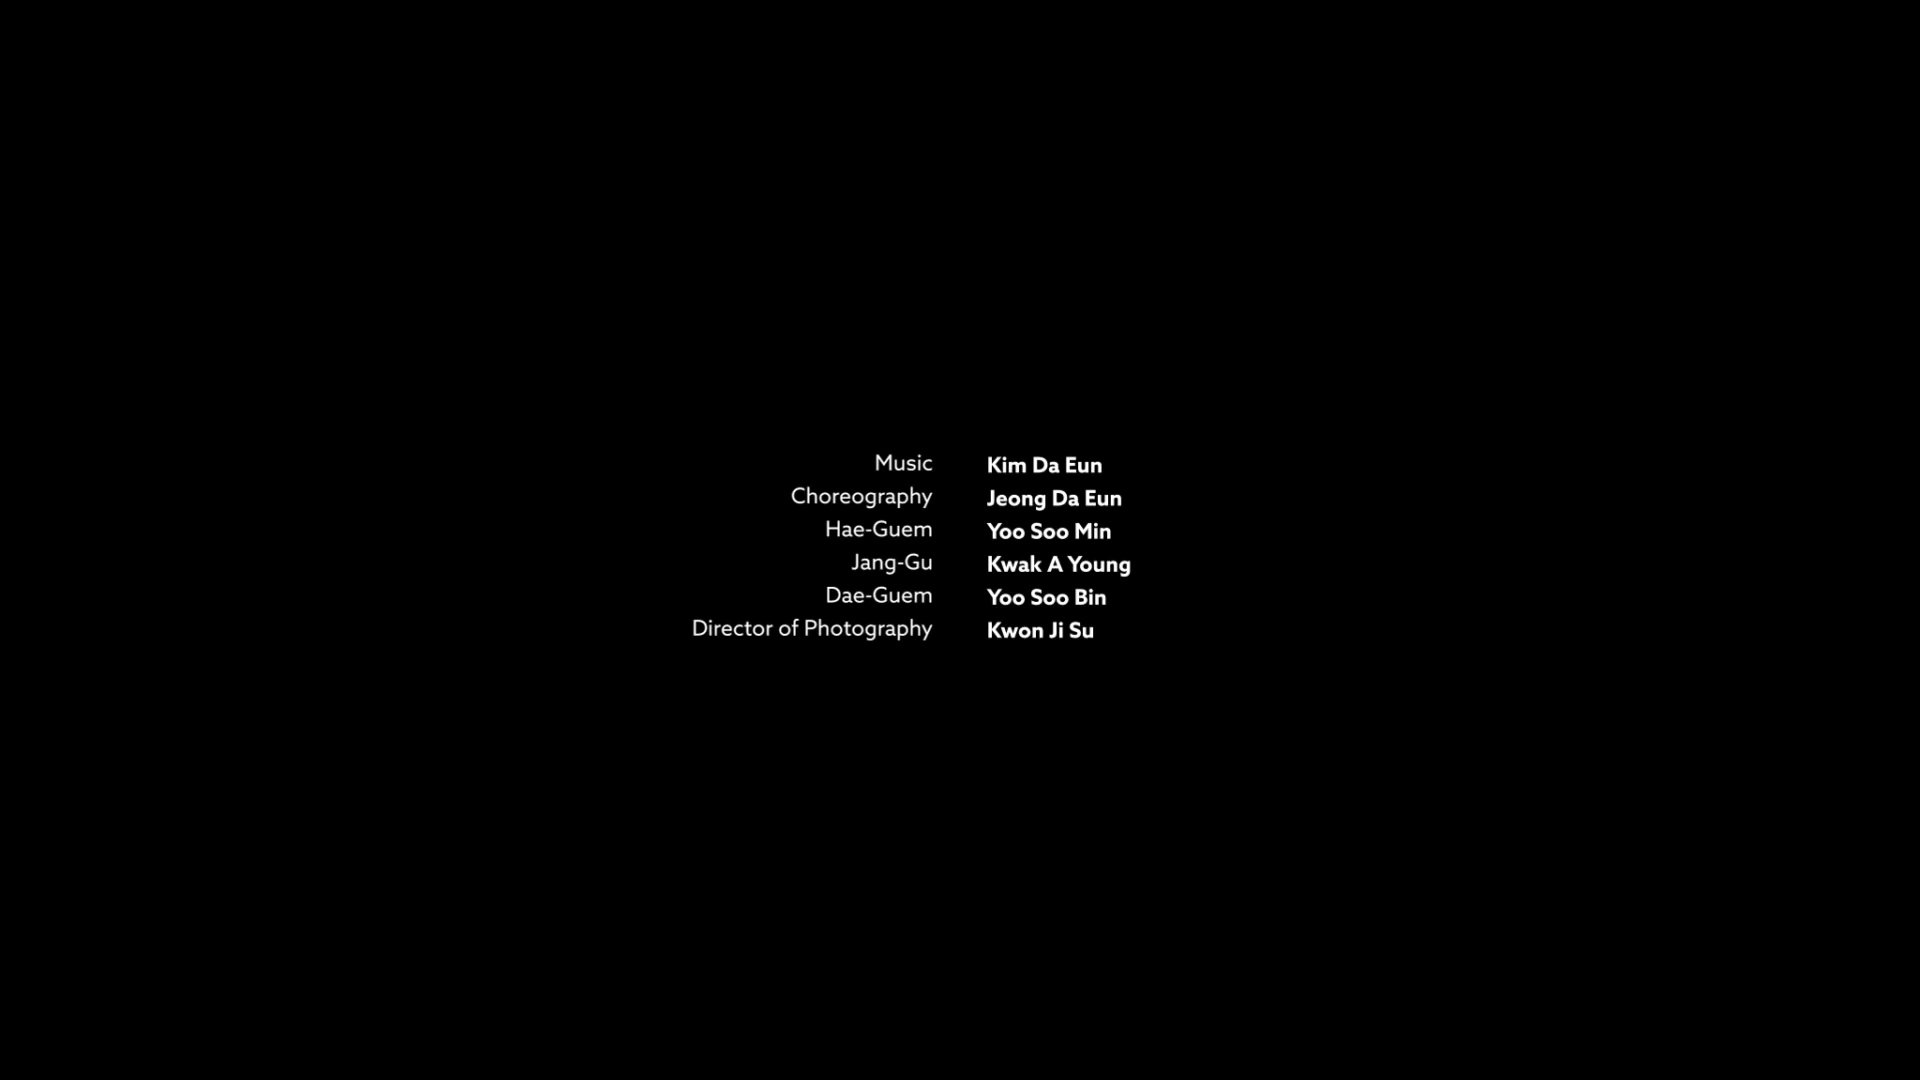 Music Kim Da Eun
Choreography Jeong Da Eun
Hae-Guem Yoo Soo Min
Jang-Gu Kwak A Young
Dae-Guem Yoo Soo Bin
Director of Photography Kwon Ji Su